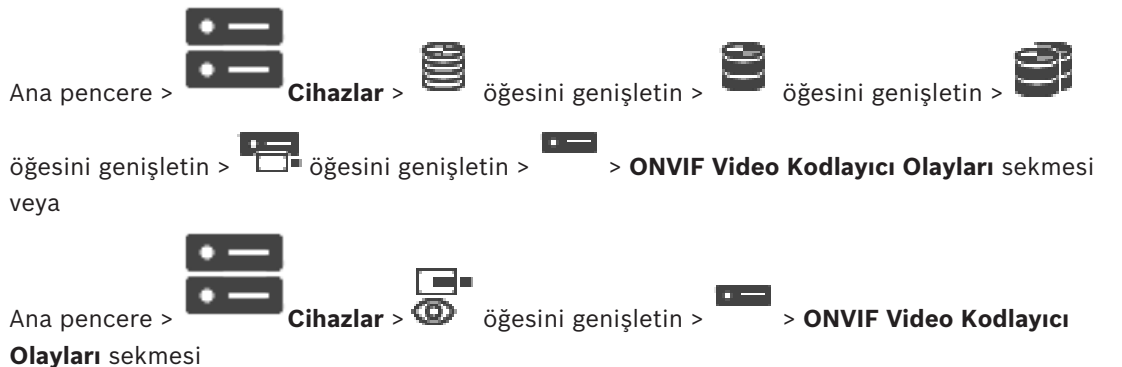 Ana pencere > Cihazlar > öğesini genişletin > öğesini genişletin >
öğesini genişletin > öğesini genişletin > > ONVIF Video Kodlayıcı Olayları sekmesi
veya
Ana pencere > Cihazlar > öğesini genişletin > > ONVIF Video Kodlayıcı
Olayları sekmesi